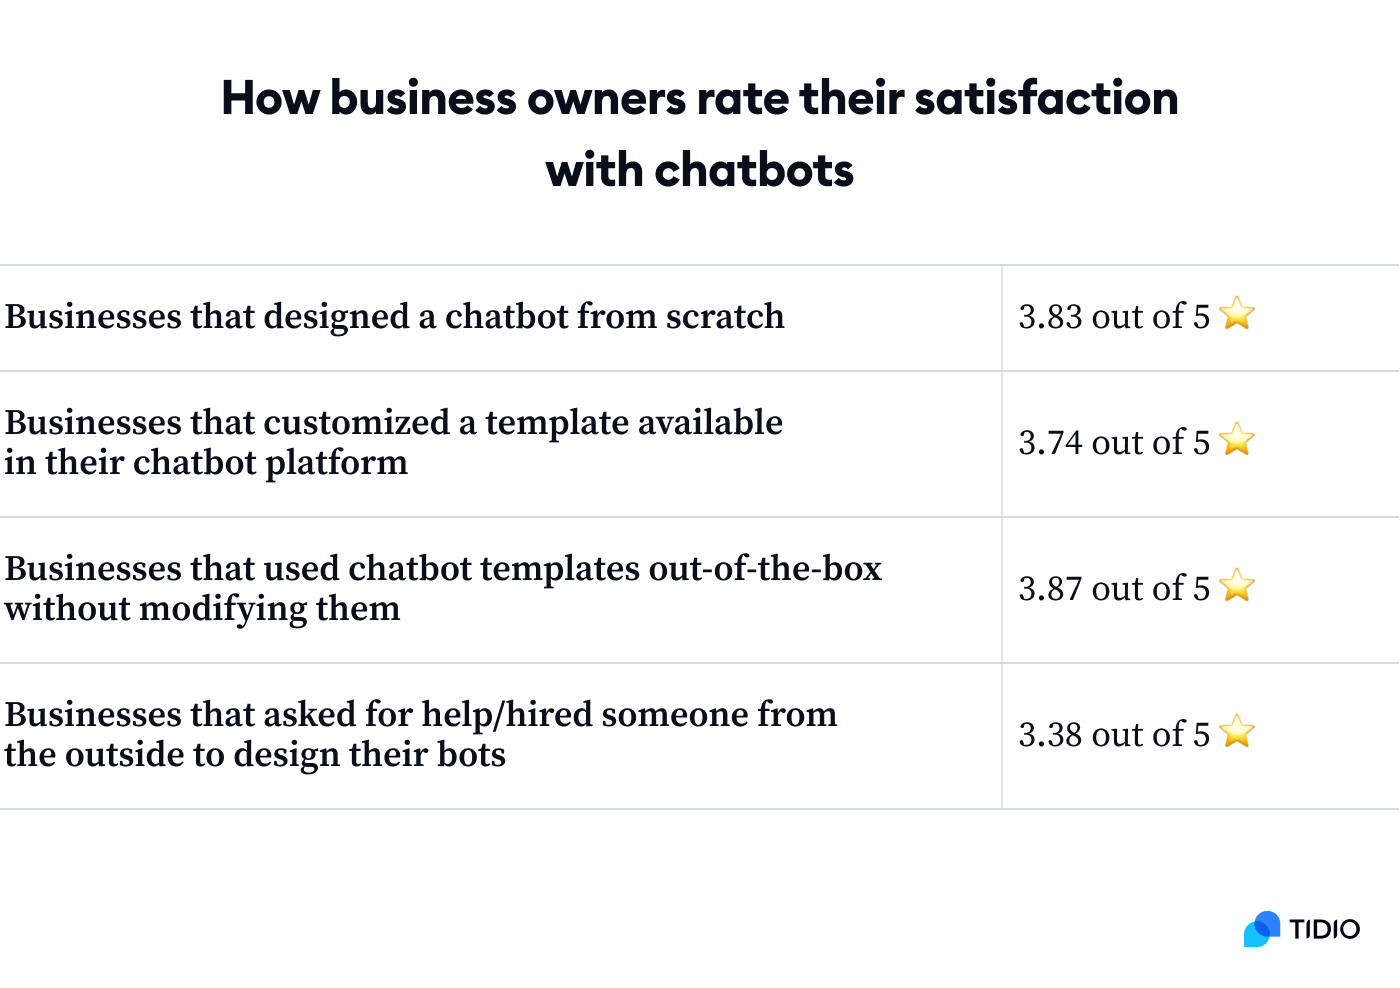 How business owners rate their satisfaction
with chatbots
Businesses that designed a chatbot from scratch
3.83 out of 5 ⭐
Businesses that customized a template available
in their chatbot platform
3.74 out of 5 ⭐
Businesses that used chatbot templates out-of-the-box
without modifying them
3.87 out of 5 ⭐
Businesses that asked for help/hired someone from
the outside to design their bots
3.38 out of 5 ⭐
TIDIO